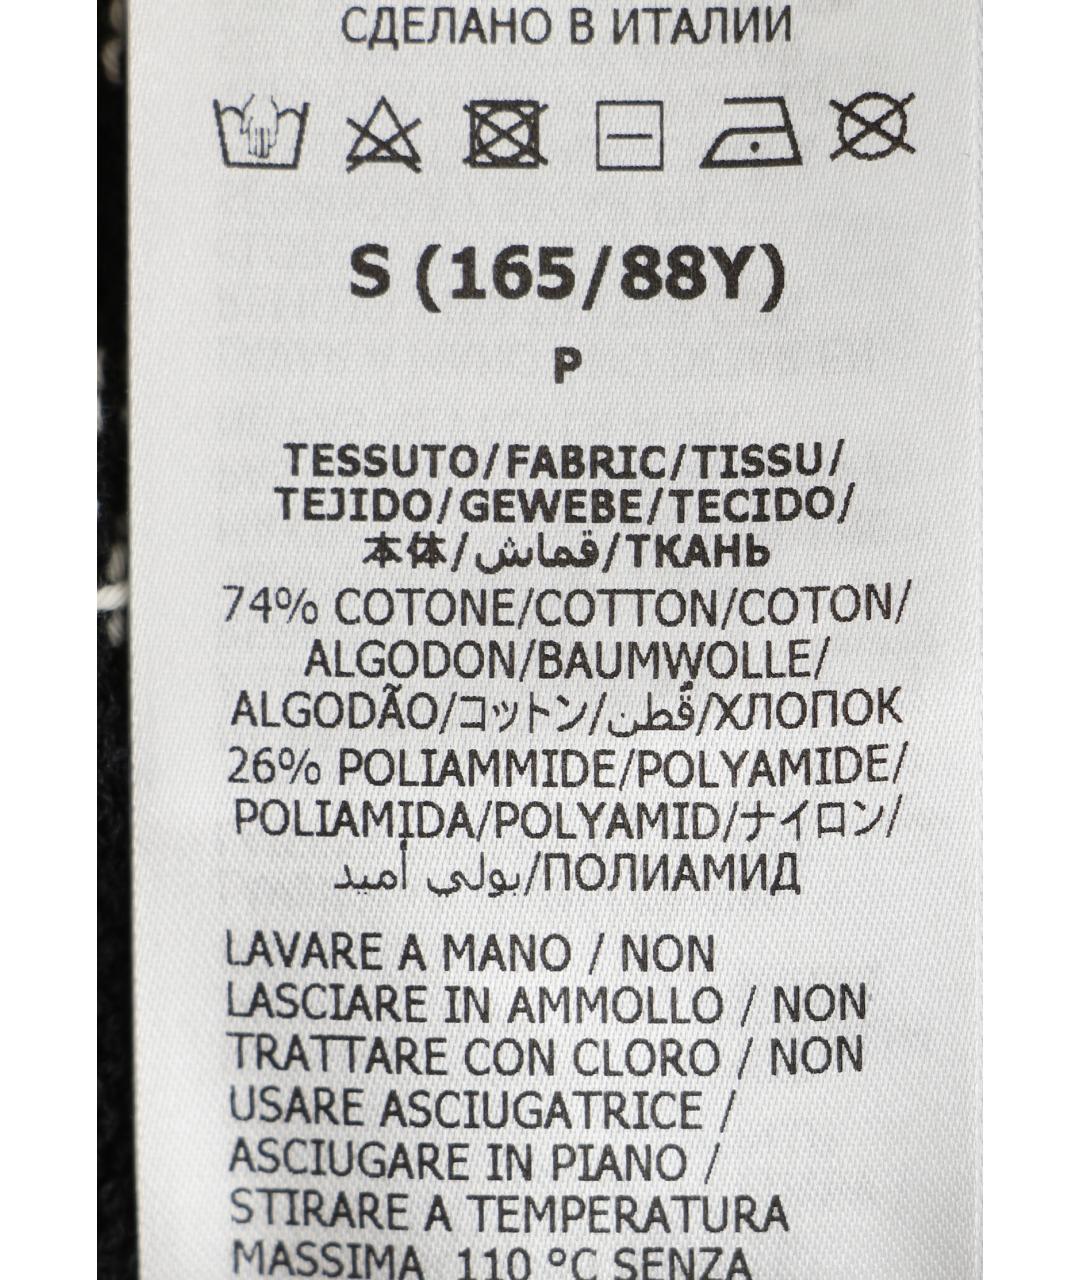 СДЕЛАНО В ИТАЛИИ
S (165/88Y)
P
TESSUTO/FABRIC/TISSU/
TEJIDO/GEWEBE/TECIDO/
本体/قماش/ТКАНЬ
74% COTONE/COTTON/COTON/
ALGODON/BAUMWOLLE/
ALGODÃO/コットン/قُطن/ХЛОПОК
26% POLIAMMIDE/POLYAMIDE/
POLIAMIDA/POLYAMID/ナイロン/
بولي أميد/ПОЛИАМИД
LAVARE A MANO / NON
LASCIARE IN AMMOLLO / NON
TRATTARE CON CLORO / NON
USARE ASCIUGATRICE /
ASCIUGARE IN PIANO /
STIRARE A TEMPERATURA
MASSIMA 110 °C SENZA